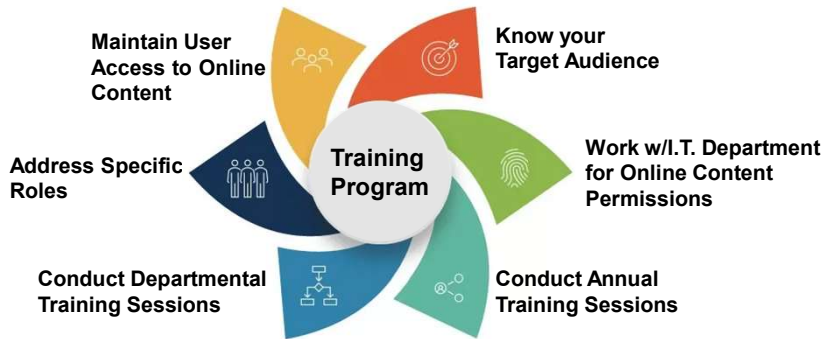 Maintain User
Access to Online
Content
Know your
Target Audience
Address Specific
Roles
Training
Program
Work w/I.T. Department
for Online Content
Permissions
Conduct Departmental
Training Sessions
Conduct Annual
Training Sessions